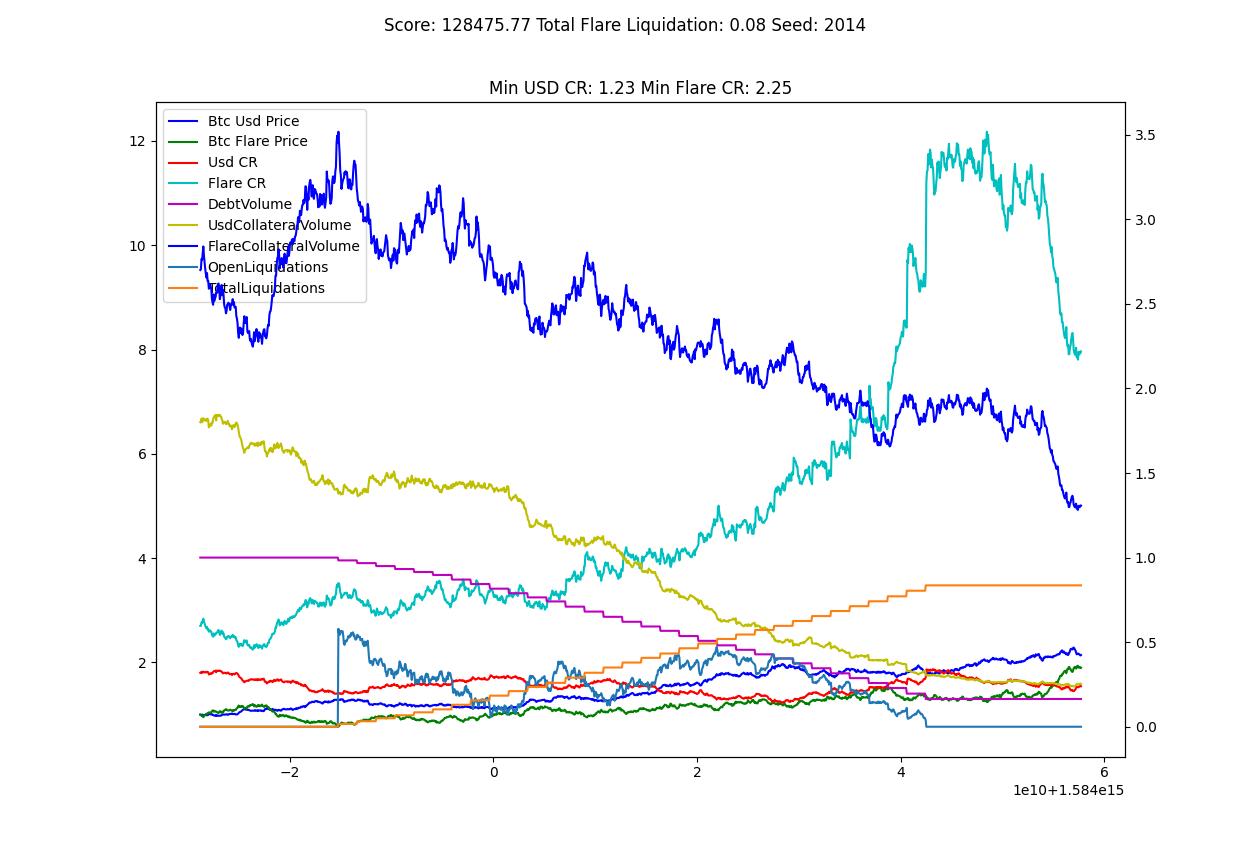 Score: 128475.77 Total Flare Liquidation: 0.08 Seed: 2014
Min USD CR: 1.23 Min Flare CR: 2.25
Btc Usd Price
Btc Flare Price
Usd CR
Flare CR
DebtVolume
UsdCollateralVolume
FlareCollateralVolume
OpenLiquidations
TotalLiquidations
12
10
8
6
4
2
3.5
3.0
2.5
2.0
1.5
1.0
0.5
0.0
−2
0
2
4
6
1e10+1.584e15